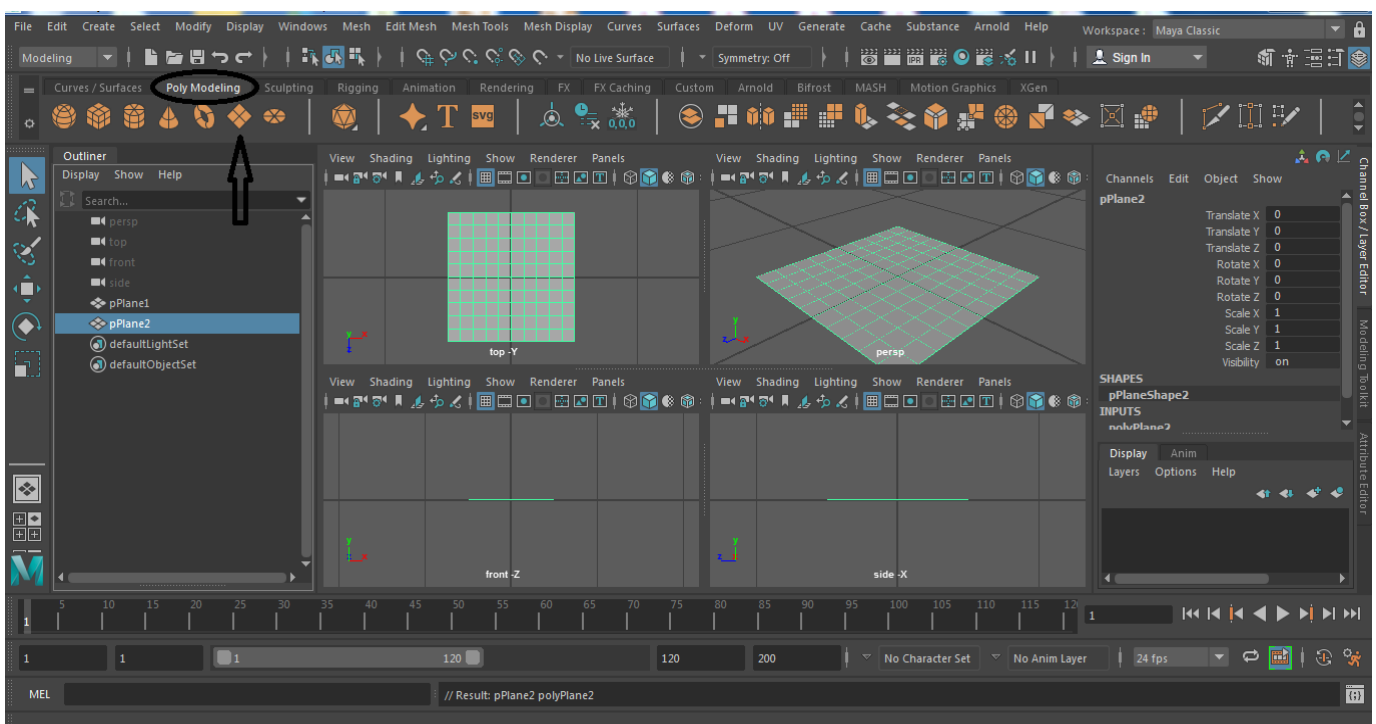 File Edit Create Select Modify Display Windows Mesh Edit Mesh Mesh Tools Mesh Display Curves Surfaces Deform UV Generate Cache Substance Arnold Help Workspace : Maya Classic
Modeling No Live Surface Symmetry: Off IPR Sign In
Curves / Surfaces Poly Modeling Sculpting Rigging Animation Rendering FX FX Caching Custom Arnold Bifrost MASH Motion Graphics XGen
T svg 0,0,0
Outliner
Display Show Help
Search...
persp
top
front
side
pPlane1
pPlane2
defaultLightSet
defaultObjectSet
View Shading Lighting Show Renderer Panels
y x
z
top -Y
View Shading Lighting Show Renderer Panels
y
z x
persp
View Shading Lighting Show Renderer Panels
y
z x
front -Z
View Shading Lighting Show Renderer Panels
y
z
side -X
Channels Edit Object Show
pPlane2
Translate X 0
Translate Y 0
Translate Z 0
Rotate X 0
Rotate Y 0
Rotate Z 0
Scale X 1
Scale Y 1
Scale Z 1
Visibility on
SHAPES
pPlaneShape2
INPUTS
polyPlane2
Display Anim
Layers Options Help
Channel Box / Layer Editor
Modeling Toolkit
Attribute Editor
M
5 10 15 20 25 30 35 40 45 50 55 60 65 70 75 80 85 90 95 100 105 110 115 12
1 1
1 1 1 120 120 200 No Character Set No Anim Layer 24 fps
MEL // Result: pPlane2 polyPlane2